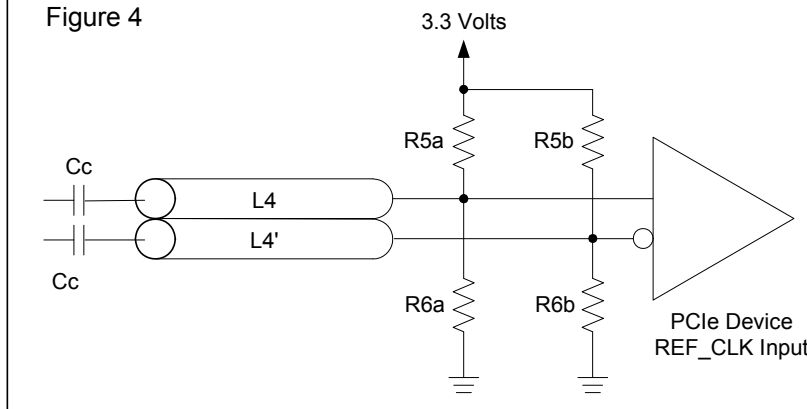 Figure 4
3.3 Volts
R5a
R5b
Cc
L4
L4'
Cc
R6a
R6b
PCIe Device
REF_CLK Input